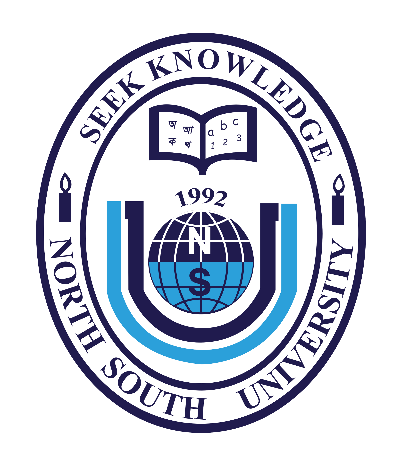 SEEK KNOWLEDGE
অ আ a b c
ক খ 1 2 3
1992
N
S
NORTH SOUTH UNIVERSITY